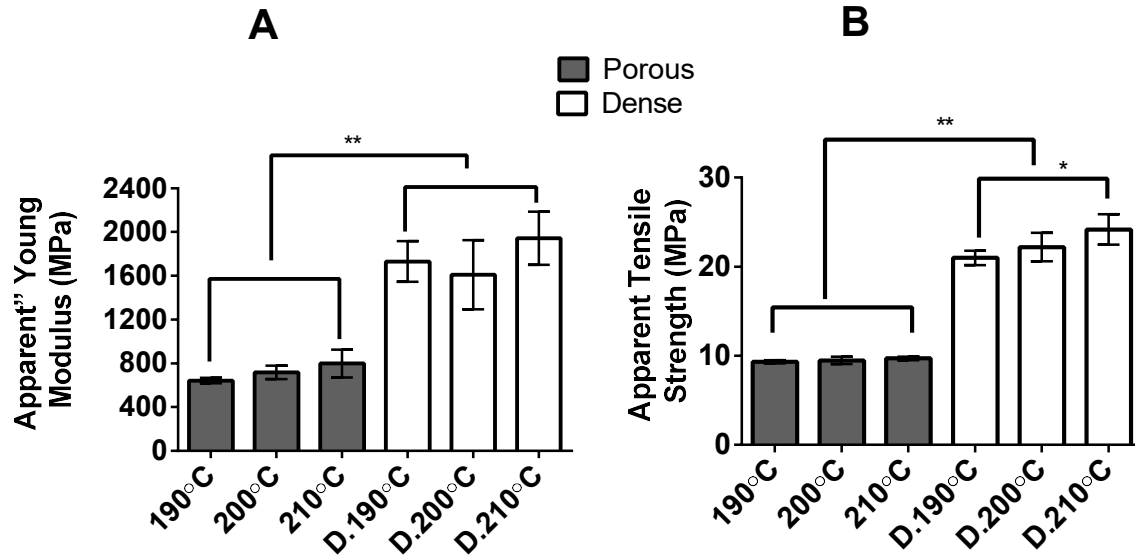 A
B
Porous
Dense
**
2400
2000
1600
1200
800
400
0
Apparent” Young
Modulus (MPa)
190°C
200°C
210°C
D.190°C
D.200°C
D.210°C
**
*
30
20
10
0
Apparent Tensile
Strength (MPa)
190°C
200°C
210°C
D.190°C
D.200°C
D.210°C